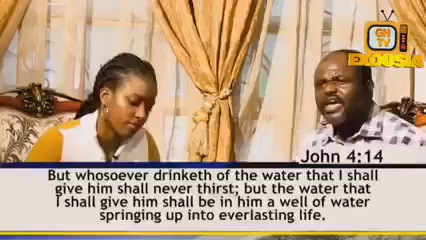 GH
TV
EXOUSIA
John 4:14
But whosoever drinketh of the water that I shall
give him shall never thirst; but the water that
I shall give him shall be in him a well of water
springing up into everlasting life.